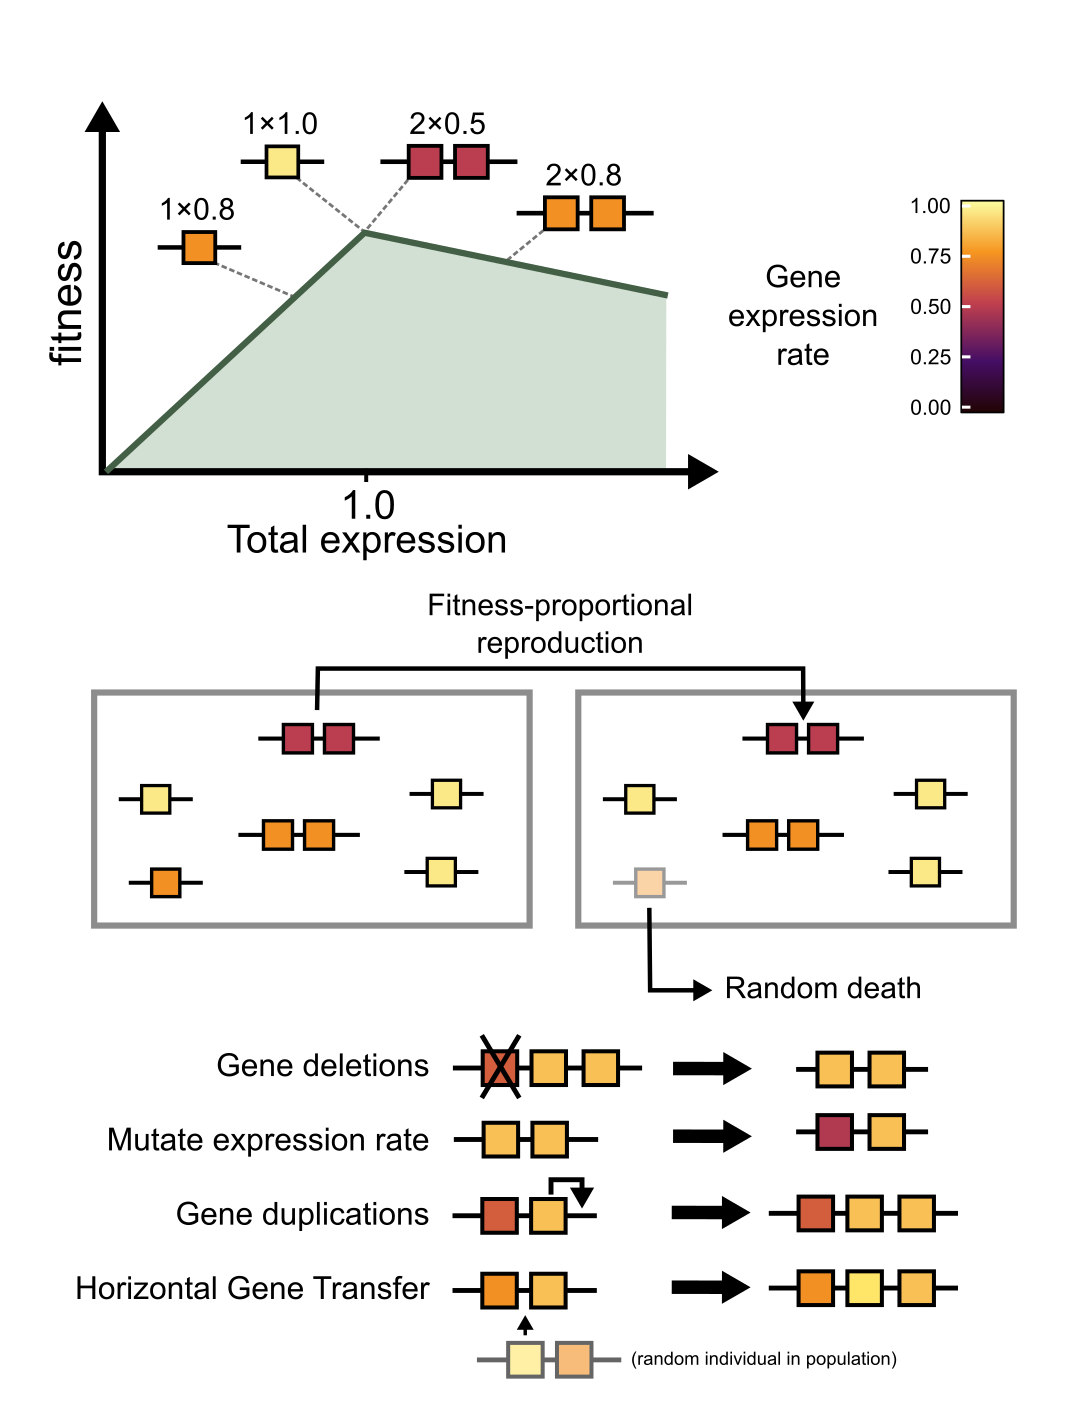 1×1.0
2×0.5
2×0.8
1×0.8
fitness
1.0
Total expression
Gene
expression
rate
1.00
0.75
0.50
0.25
0.00
Fitness-proportional
reproduction
Random death
Gene deletions
Mutate expression rate
Gene duplications
Horizontal Gene Transfer
(random individual in population)